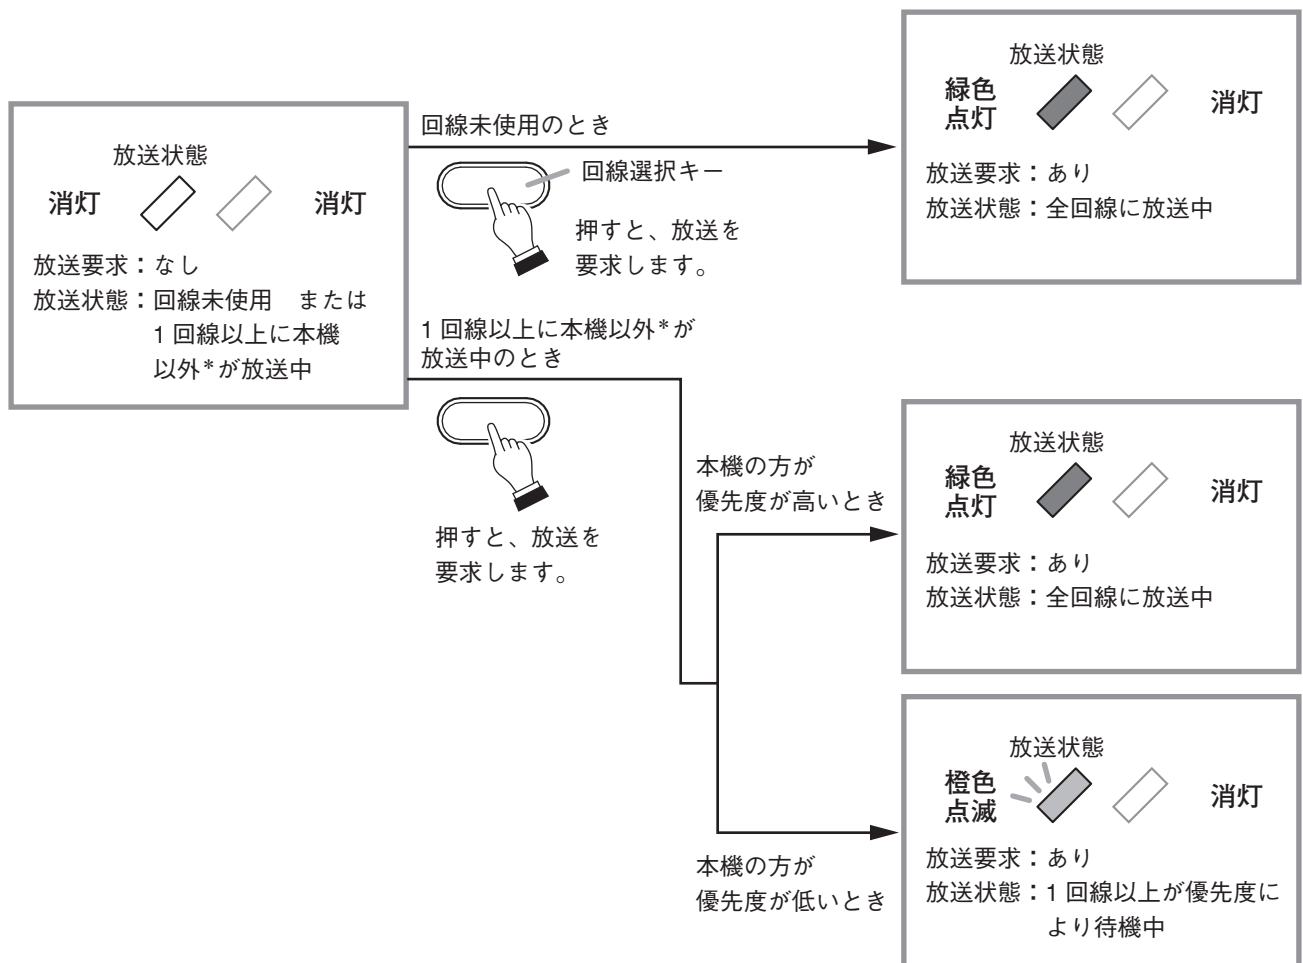 放送状態
消灯
消灯
放送要求：なし
放送状態：回線未使用　または
1 回線以上に本機
以外*が放送中
回線未使用のとき
回線選択キー
押すと、放送を
要求します。
放送状態
緑色
点灯
消灯
放送要求：あり
放送状態：全回線に放送中
1 回線以上に本機以外*が
放送中のとき
押すと、放送を
要求します。
本機の方が
優先度が高いとき
放送状態
緑色
点灯
消灯
放送要求：あり
放送状態：全回線に放送中
本機の方が
優先度が低いとき
放送状態
橙色
点滅
消灯
放送要求：あり
放送状態：1 回線以上が優先度に
より待機中